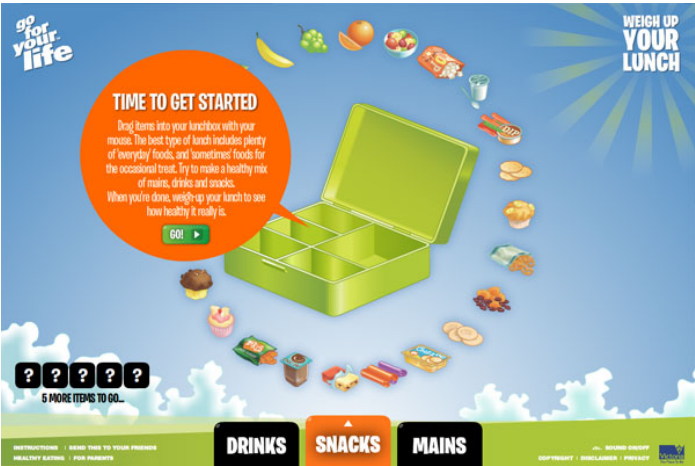 go
for
your
life
WEIGH UP
YOUR
LUNCH
TIME TO GET STARTED
Drag items into your lunchbox with your
mouse. The best type of lunch includes plenty
of 'everyday' foods, and 'sometimes' foods for
the occasional treat. Try to make a healthy mix
of mains, drinks and snacks.
When you're done, weigh-up your lunch to see
how healthy it really is.
GO!
DIP
? ? ? ? ?
5 MORE ITEMS TO GO...
DRINKS
SNACKS
MAINS
INSTRUCTIONS | SEND THIS TO YOUR FRIENDS
HEALTHY EATING | FOR PARENTS
SOUND ON/OFF
COPYRIGHT | DISCLAIMER | PRIVACY
Victoria